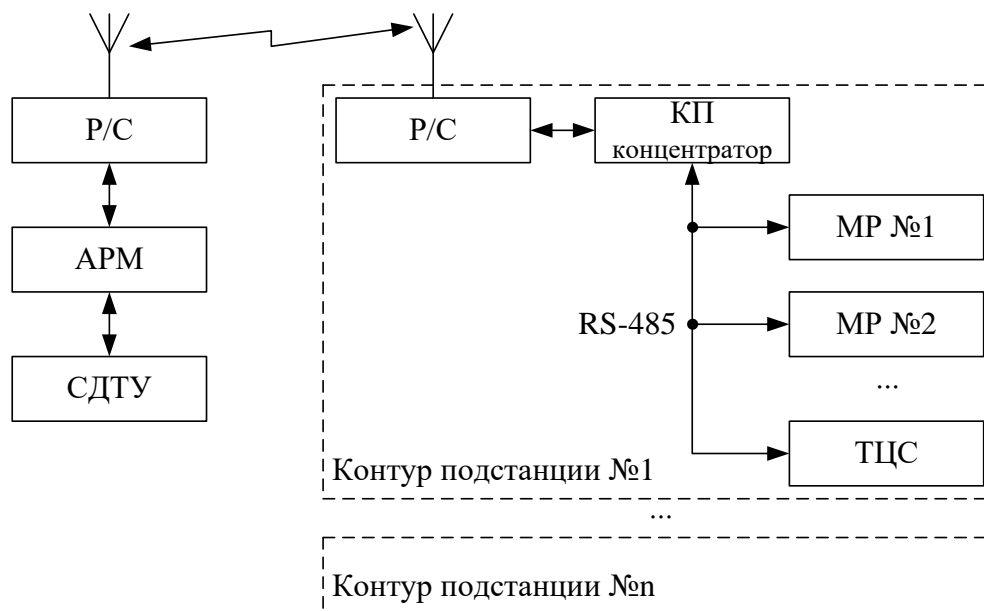 Р/С
АРМ
СДТУ
Р/С
КП
концентратор
МР №1
RS-485
МР №2
...
ТЦС
Контур подстанции №1
...
Контур подстанции №n